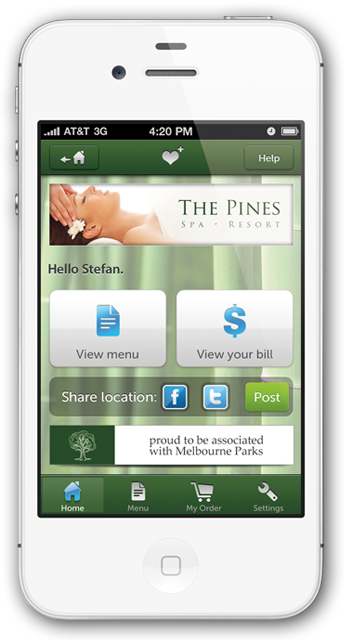 AT&T 3G 4:20 PM
Help
THE PINES
SPA · RESORT
Hello Stefan.
View menu
View your bill
Share location:
Post
proud to be associated
with Melbourne Parks
Home
Menu
My Order
Settings